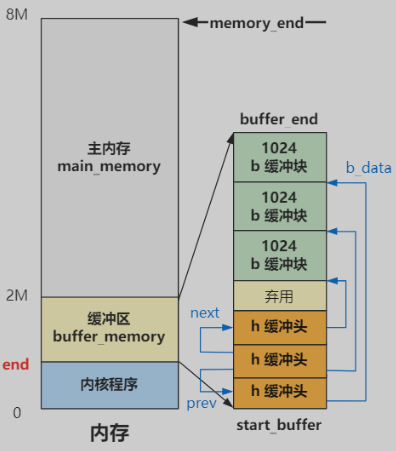 8M
memory_end
主内存
main_memory
2M
缓冲区
buffer_memory
end
内核程序
0
内存
buffer_end
1024
b 缓冲块
b_data
1024
b 缓冲块
1024
b 缓冲块
弃用
next
h 缓冲头
h 缓冲头
h 缓冲头
prev
start_buffer